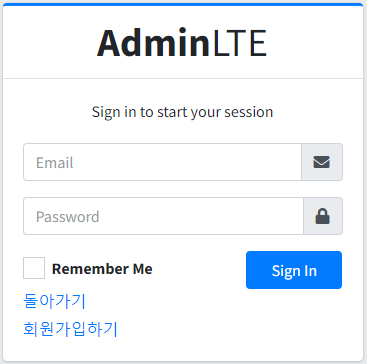 AdminLTE
Sign in to start your session
Email
Password
Remember Me Sign In
돌아가기
회원가입하기